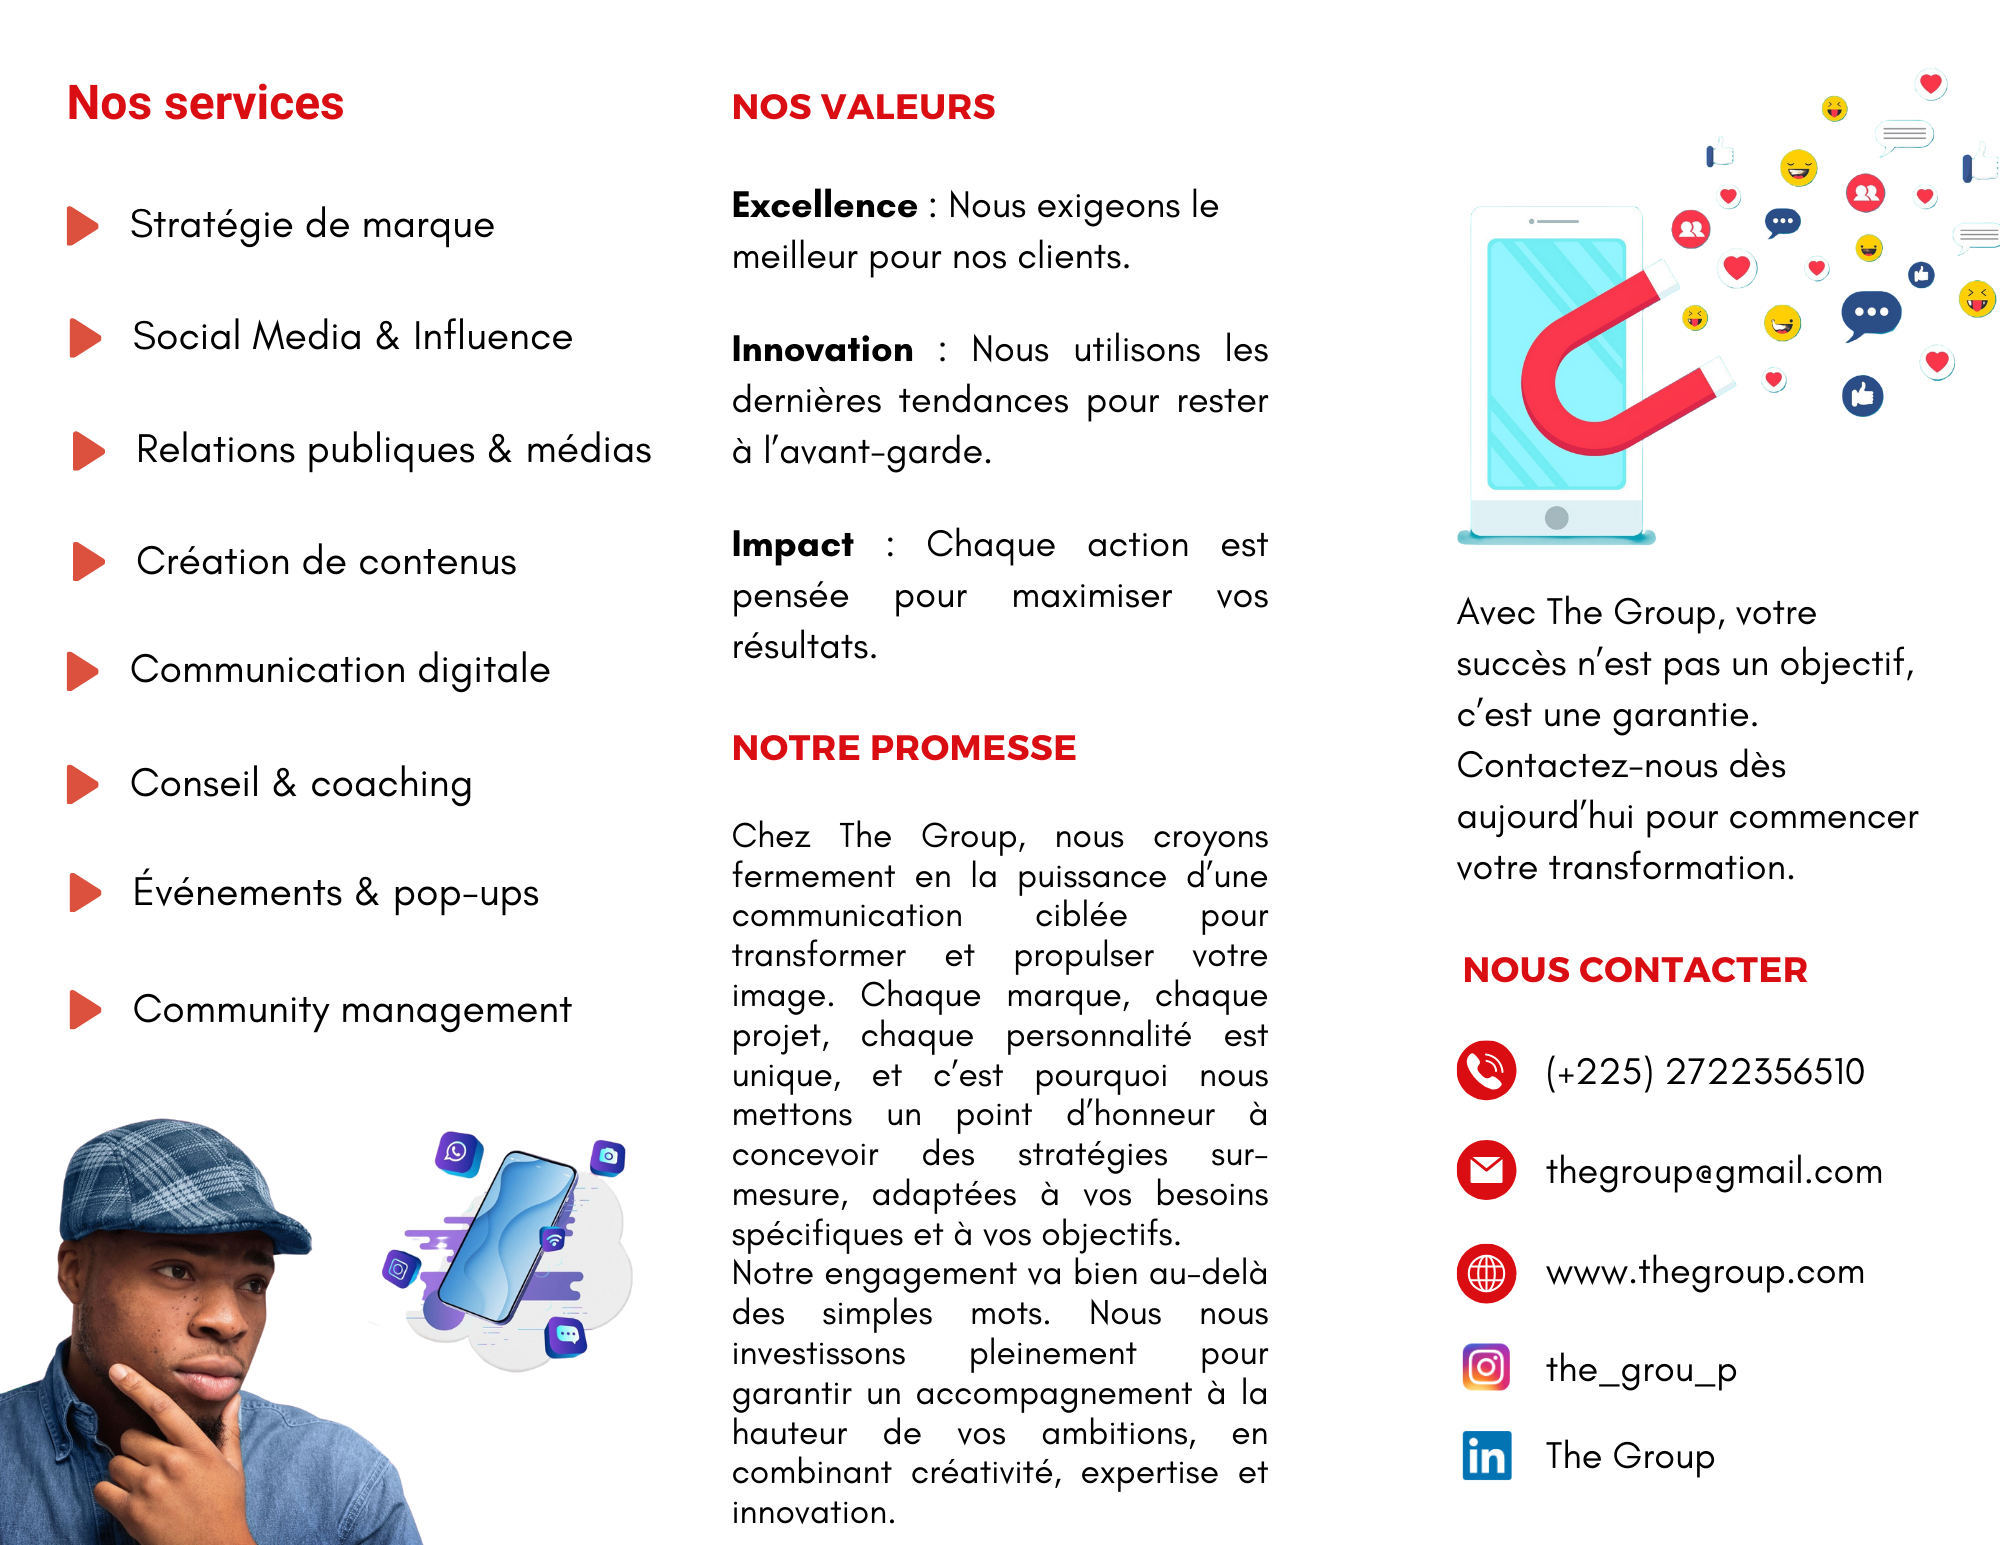 Nos services
Stratégie de marque
Social Media & Influence
Relations publiques & médias
Création de contenus
Communication digitale
Conseil & coaching
Événements & pop-ups
Community management
NOS VALEURS
Excellence : Nous exigeons le
meilleur pour nos clients.
Innovation : Nous utilisons les
dernières tendances pour rester
à l'avant-garde.
Impact : Chaque action est
pensée pour maximiser vos
résultats.
NOTRE PROMESSE
Chez The Group, nous croyons
fermement en la puissance d'une
communication ciblée pour
transformer et propulser votre
image. Chaque marque, chaque
projet, chaque personnalité est
unique, et c'est pourquoi nous
mettons un point d'honneur à
concevoir des stratégies sur-
mesure, adaptées à vos besoins
spécifiques et à vos objectifs.
Notre engagement va bien au-delà
des simples mots. Nous nous
investissons pleinement pour
garantir un accompagnement à la
hauteur de vos ambitions, en
combinant créativité, expertise et
innovation.
Avec The Group, votre
succès n'est pas un objectif,
c'est une garantie.
Contactez-nous dès
aujourd'hui pour commencer
votre transformation.
NOUS CONTACTER
(+225) 2722356510
thegroup@gmail.com
www.thegroup.com
the_grou_p
in
The Group